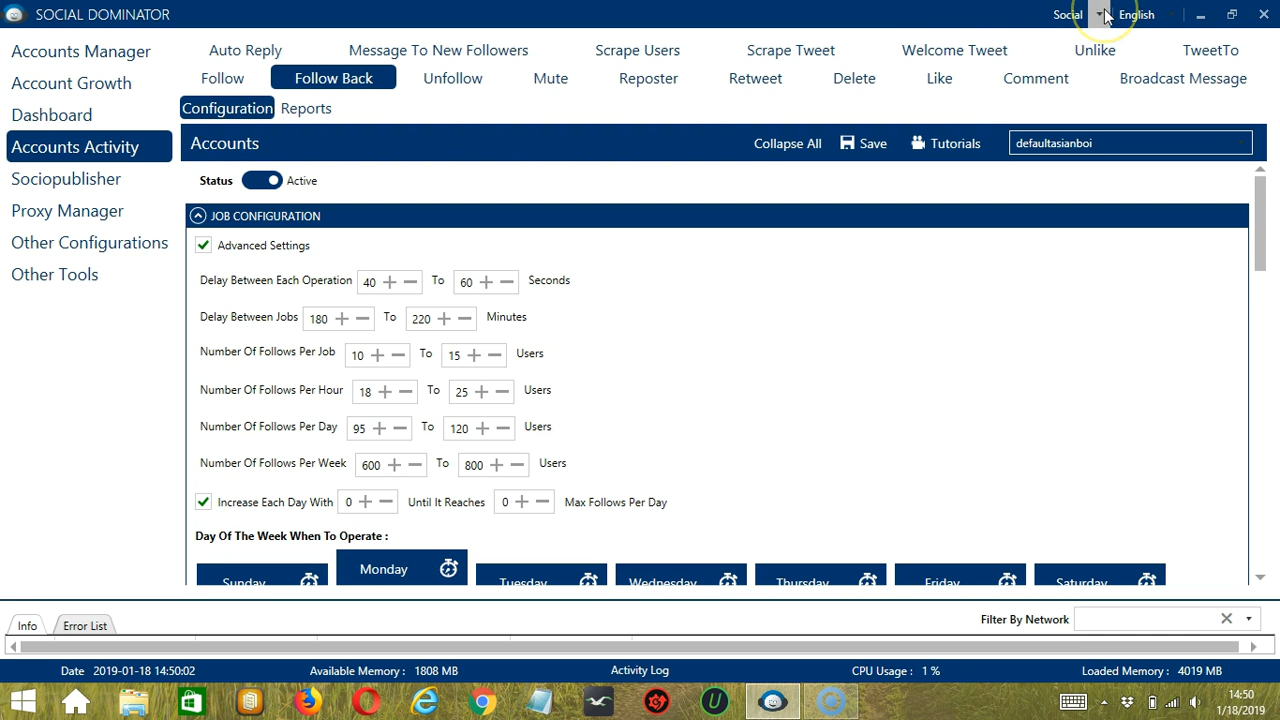 SOCIAL DOMINATOR Social English
Accounts Manager Auto Reply Message To New Followers Scrape Users Scrape Tweet Welcome Tweet Unlike TweetTo
Account Growth Follow Follow Back Unfollow Mute Reposter Retweet Delete Like Comment Broadcast Message
Dashboard Configuration Reports
Accounts Activity Accounts Collapse All Save Tutorials defaultasianboi
Sociopublisher Status Active
Proxy Manager JOB CONFIGURATION
Other Configurations Advanced Settings
Other Tools Delay Between Each Operation 40 To 60 Seconds
Delay Between Jobs 180 To 220 Minutes
Number Of Follows Per Job 10 To 15 Users
Number Of Follows Per Hour 18 To 25 Users
Number Of Follows Per Day 95 To 120 Users
Number Of Follows Per Week 600 To 800 Users
Increase Each Day With 0 Until It Reaches 0 Max Follows Per Day
Day Of The Week When To Operate :
Sunday Monday Tuesday Wednesday Thursday Friday Saturday
Info Error List Filter By Network
Date 2019-01-18 14:50:02 Available Memory : 1808 MB Activity Log CPU Usage : 1 % Loaded Memory : 4019 MB
14:50
1/18/2019